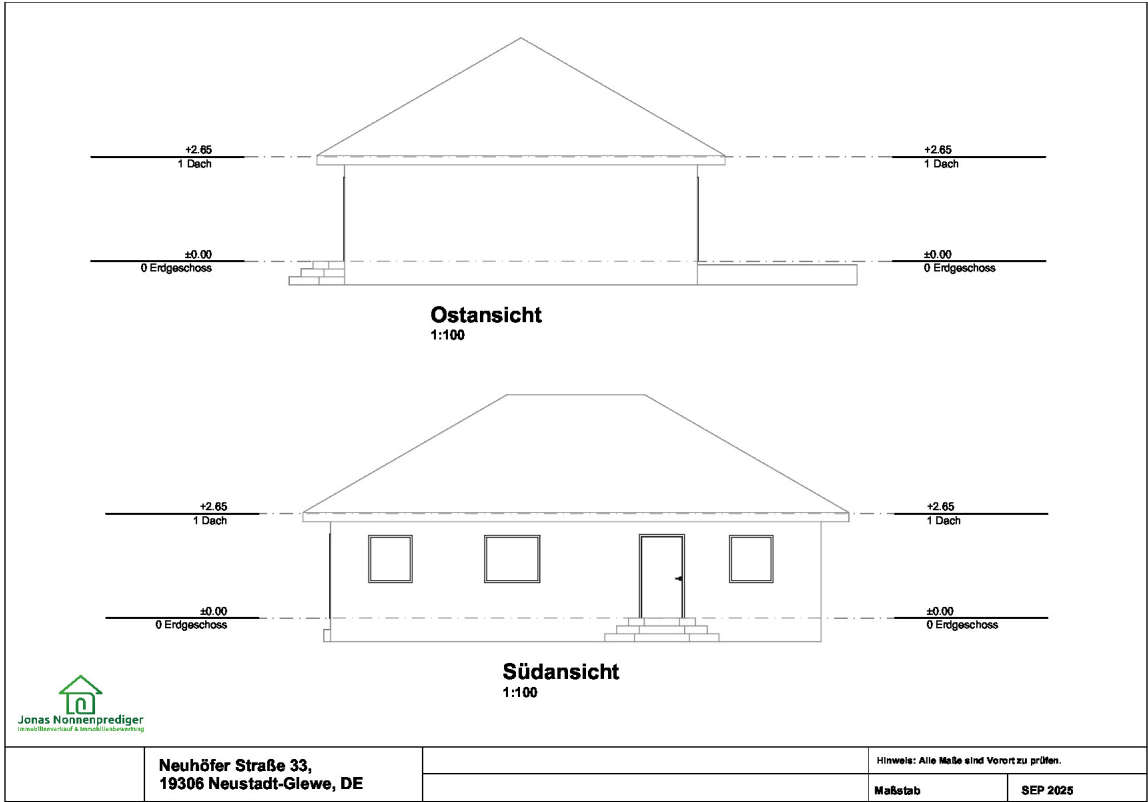 +2.65
1 Dach
+2.65
1 Dach
±0.00
0 Erdgeschoss
±0.00
0 Erdgeschoss
Ostansicht
1:100
+2.65
1 Dach
+2.65
1 Dach
±0.00
0 Erdgeschoss
±0.00
0 Erdgeschoss
Südansicht
1:100
Jonas Nonnenprediger
Immobilienverkauf & Immobilienbewertung
Neuhöfer Straße 33,
19306 Neustadt-Glewe, DE
Hinweis: Alle Maße sind Vorort zu prüfen.
Maßstab
SEP 2025